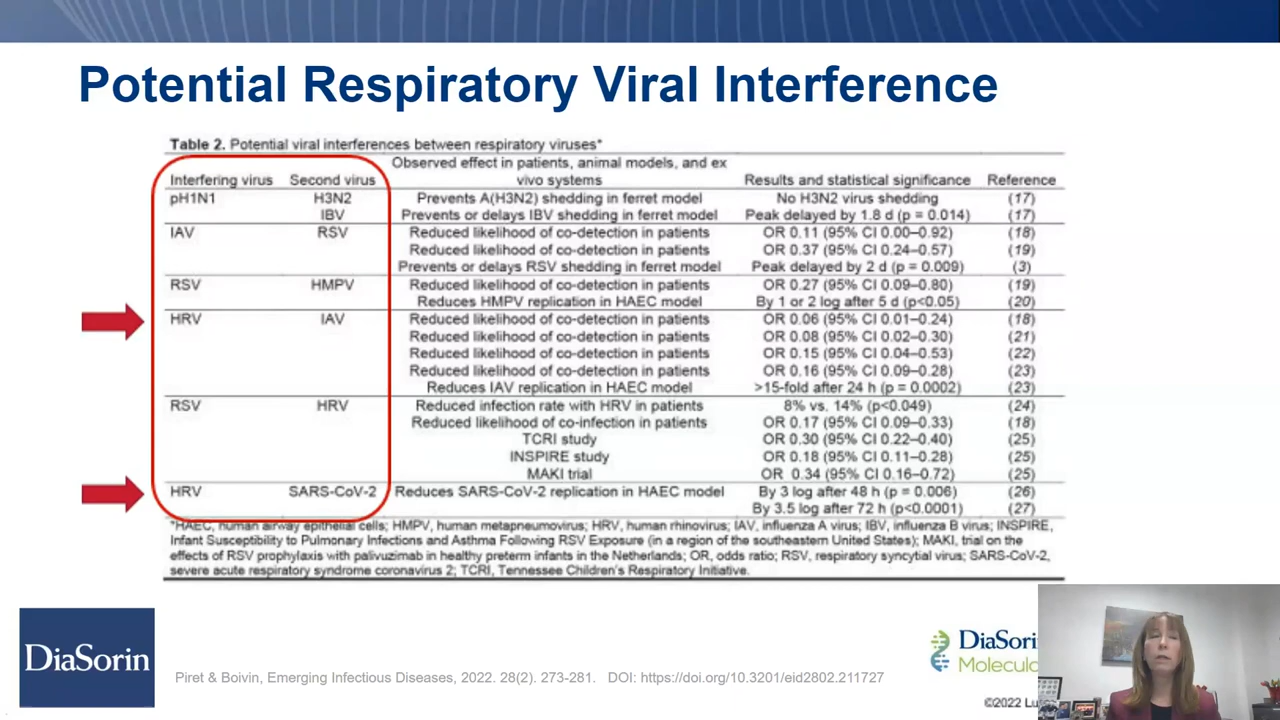 Potential Respiratory Viral Interference
Table 2. Potential viral interferences between respiratory viruses*
Interfering virus Second virus Observed effect in patients, animal models, and ex vivo systems Results and statistical significance Reference
pH1N1 H3N2 Prevents A(H3N2) shedding in ferret model No H3N2 virus shedding (17)
IBV Prevents or delays IBV shedding in ferret model Peak delayed by 1.8 d (p = 0.014) (17)
IAV RSV Reduced likelihood of co-detection in patients OR 0.11 (95% CI 0.00–0.92) (18)
Reduced likelihood of co-detection in patients OR 0.37 (95% CI 0.24–0.57) (19)
Prevents or delays RSV shedding in ferret model Peak delayed by 2 d (p = 0.009) (3)
RSV HMPV Reduced likelihood of co-detection in patients OR 0.27 (95% CI 0.09–0.80) (19)
Reduces HMPV replication in HAEC model By 1 or 2 log after 5 d (p<0.05) (20)
HRV IAV Reduced likelihood of co-detection in patients OR 0.06 (95% CI 0.01–0.24) (18)
Reduced likelihood of co-detection in patients OR 0.08 (95% CI 0.02–0.30) (21)
Reduced likelihood of co-detection in patients OR 0.15 (95% CI 0.04–0.53) (22)
Reduced likelihood of co-detection in patients OR 0.16 (95% CI 0.09–0.28) (23)
Reduces IAV replication in HAEC model >15-fold after 24 h (p = 0.0002) (23)
RSV HRV Reduced infection rate with HRV in patients 8% vs. 14% (p<0.049) (24)
Reduced likelihood of co-infection in patients OR 0.17 (95% CI 0.09–0.33) (18)
TCRI study OR 0.30 (95% CI 0.22–0.40) (25)
INSPIRE study OR 0.18 (95% CI 0.11–0.28) (25)
MAKI trial OR 0.34 (95% CI 0.16–0.72) (25)
HRV SARS-CoV-2 Reduces SARS-CoV-2 replication in HAEC model By 3 log after 48 h (p = 0.006) (26)
By 3.5 log after 72 h (p<0.0001) (27)
*HAEC, human airway epithelial cells; HMPV, human metapneumovirus; HRV, human rhinovirus; IAV, influenza A virus; IBV, influenza B virus; INSPIRE,
Infant Susceptibility to Pulmonary Infections and Asthma Following RSV Exposure (in a region of the southeastern United States); MAKI, trial on the
effects of RSV prophylaxis with palivizumab in healthy preterm infants in the Netherlands; OR, odds ratio; RSV, respiratory syncytial virus; SARS-CoV-2,
severe acute respiratory syndrome coronavirus 2; TCRI, Tennessee Children's Respiratory Initiative.
DiaSorin
Piret & Boivin, Emerging Infectious Diseases, 2022. 28(2). 273-281. DOI: https://doi.org/10.3201/eid2802.211727
DiaSorin
Molecul
©2022 Lu